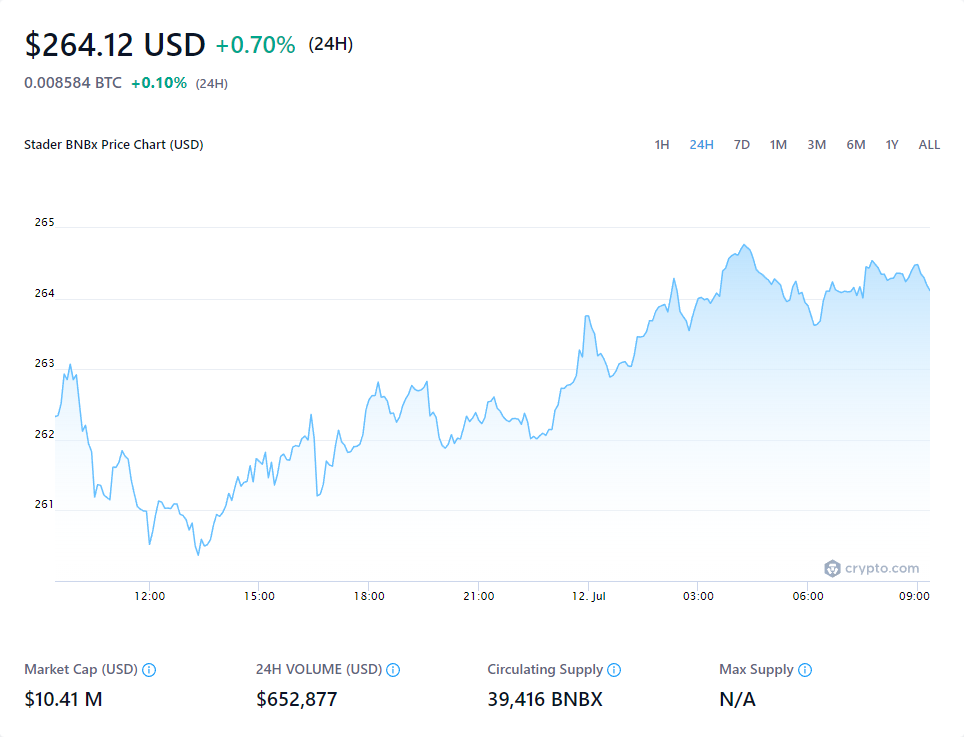 $264.12 USD +0.70% (24H)
0.008584 BTC +0.10% (24H)
Stader BNBx Price Chart (USD) 1H 24H 7D 1M 3M 6M 1Y ALL
265
264
263
262
261
crypto.com
12:00 15:00 18:00 21:00 12. Jul 03:00 06:00 09:00
Market Cap (USD) 24H VOLUME (USD) Circulating Supply Max Supply
$10.41 M $652,877 39,416 BNBX N/A